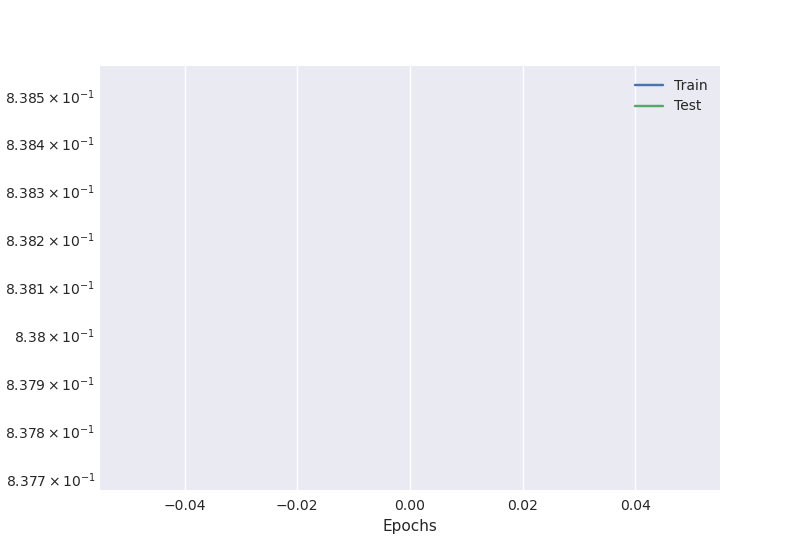 Train
Test
8.385 × 10⁻¹
8.384 × 10⁻¹
8.383 × 10⁻¹
8.382 × 10⁻¹
8.381 × 10⁻¹
8.38 × 10⁻¹
8.379 × 10⁻¹
8.378 × 10⁻¹
8.377 × 10⁻¹
−0.04 −0.02 0.00 0.02 0.04
Epochs